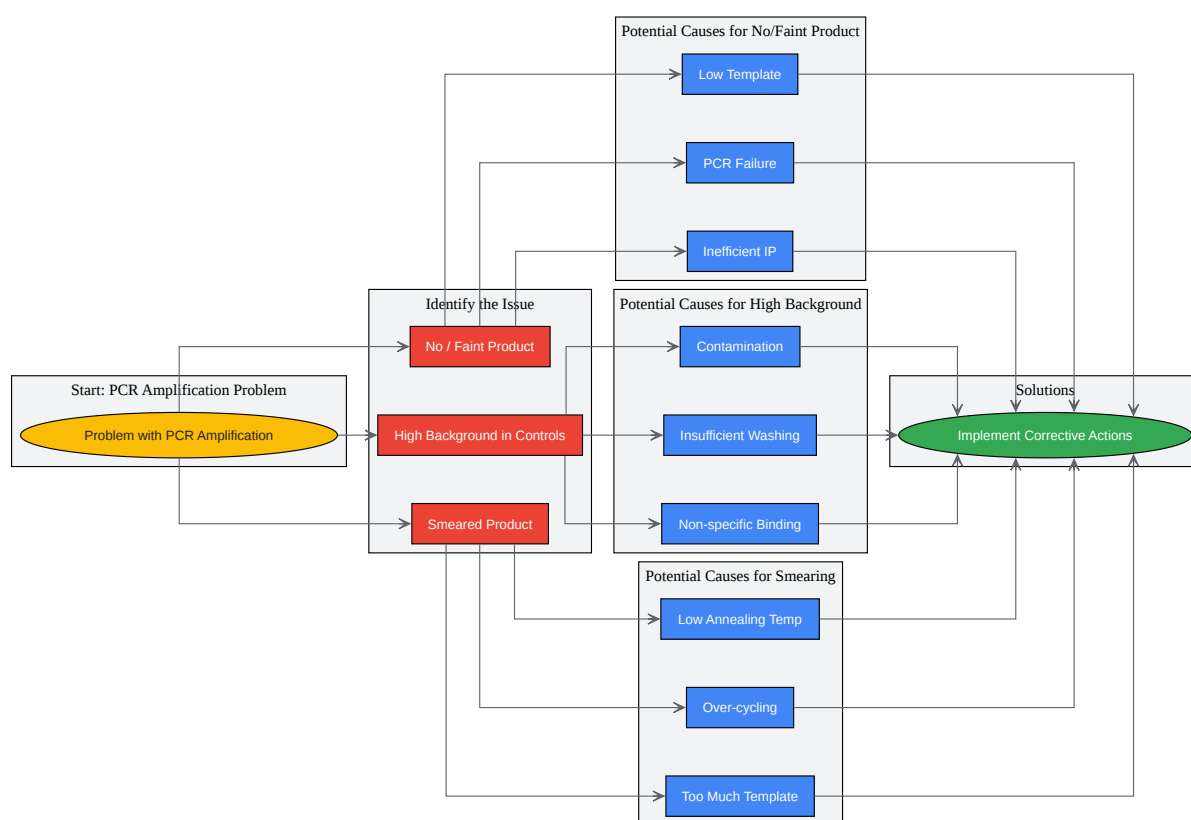 Start: PCR Amplification Problem
Problem with PCR Amplification
Identify the Issue
No / Faint Product
High Background in Controls
Smeared Product
Potential Causes for No/Faint Product
Low Template
PCR Failure
Inefficient IP
Potential Causes for High Background
Contamination
Insufficient Washing
Non-specific Binding
Potential Causes for Smearing
Low Annealing Temp
Over-cycling
Too Much Template
Solutions
Implement Corrective Actions